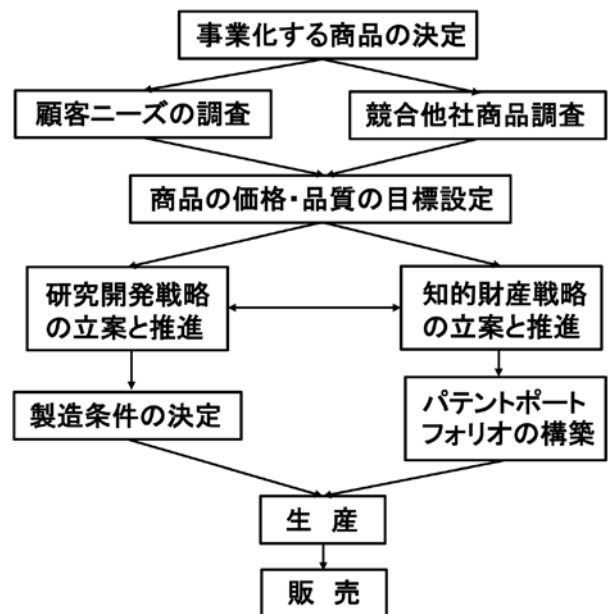 事業化する商品の決定
顧客ニーズの調査
競合他社商品調査
商品の価格・品質の目標設定
研究開発戦略
の立案と推進
知的財産戦略
の立案と推進
製造条件の決定
パテントポート
フォリオの構築
生 産
販 売